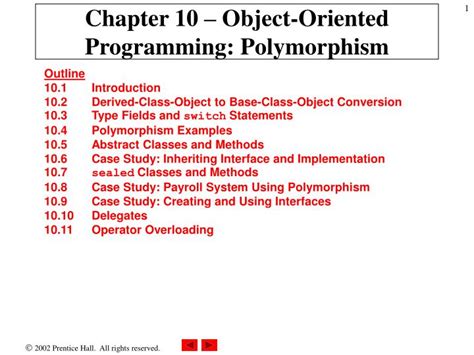 Chapter 10 – Object-Oriented
Programming: Polymorphism
1
Outline
10.1 Introduction
10.2 Derived-Class-Object to Base-Class-Object Conversion
10.3 Type Fields and switch Statements
10.4 Polymorphism Examples
10.5 Abstract Classes and Methods
10.6 Case Study: Inheriting Interface and Implementation
10.7 sealed Classes and Methods
10.8 Case Study: Payroll System Using Polymorphism
10.9 Case Study: Creating and Using Interfaces
10.10 Delegates
10.11 Operator Overloading
© 2002 Prentice Hall. All rights reserved.